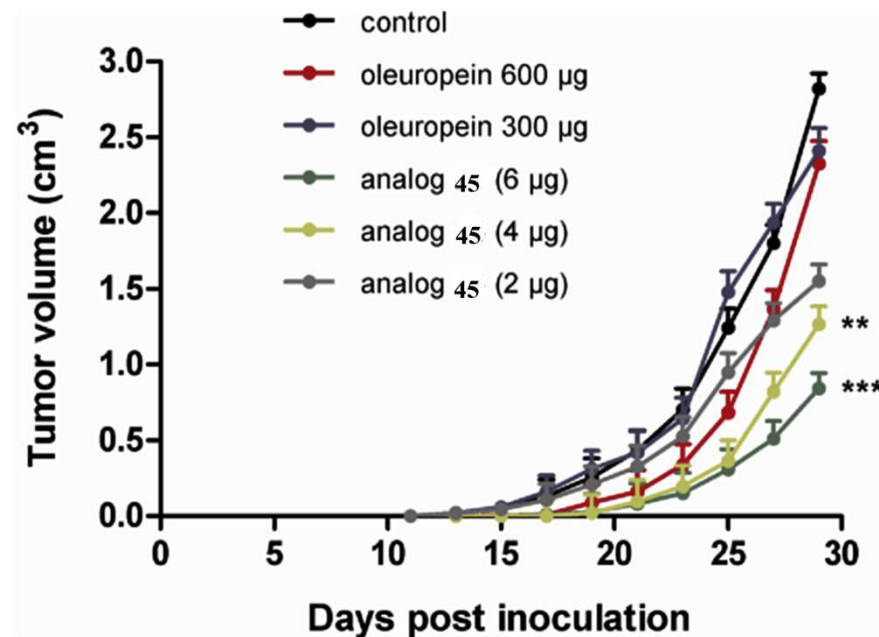 control
oleuropein 600 µg
oleuropein 300 µg
analog 45 (6 µg)
analog 45 (4 µg)
analog 45 (2 µg)
Tumor volume (cm³)
3.0
2.5
2.0
1.5
1.0
0.5
0.0
**
***
0 5 10 15 20 25 30
Days post inoculation